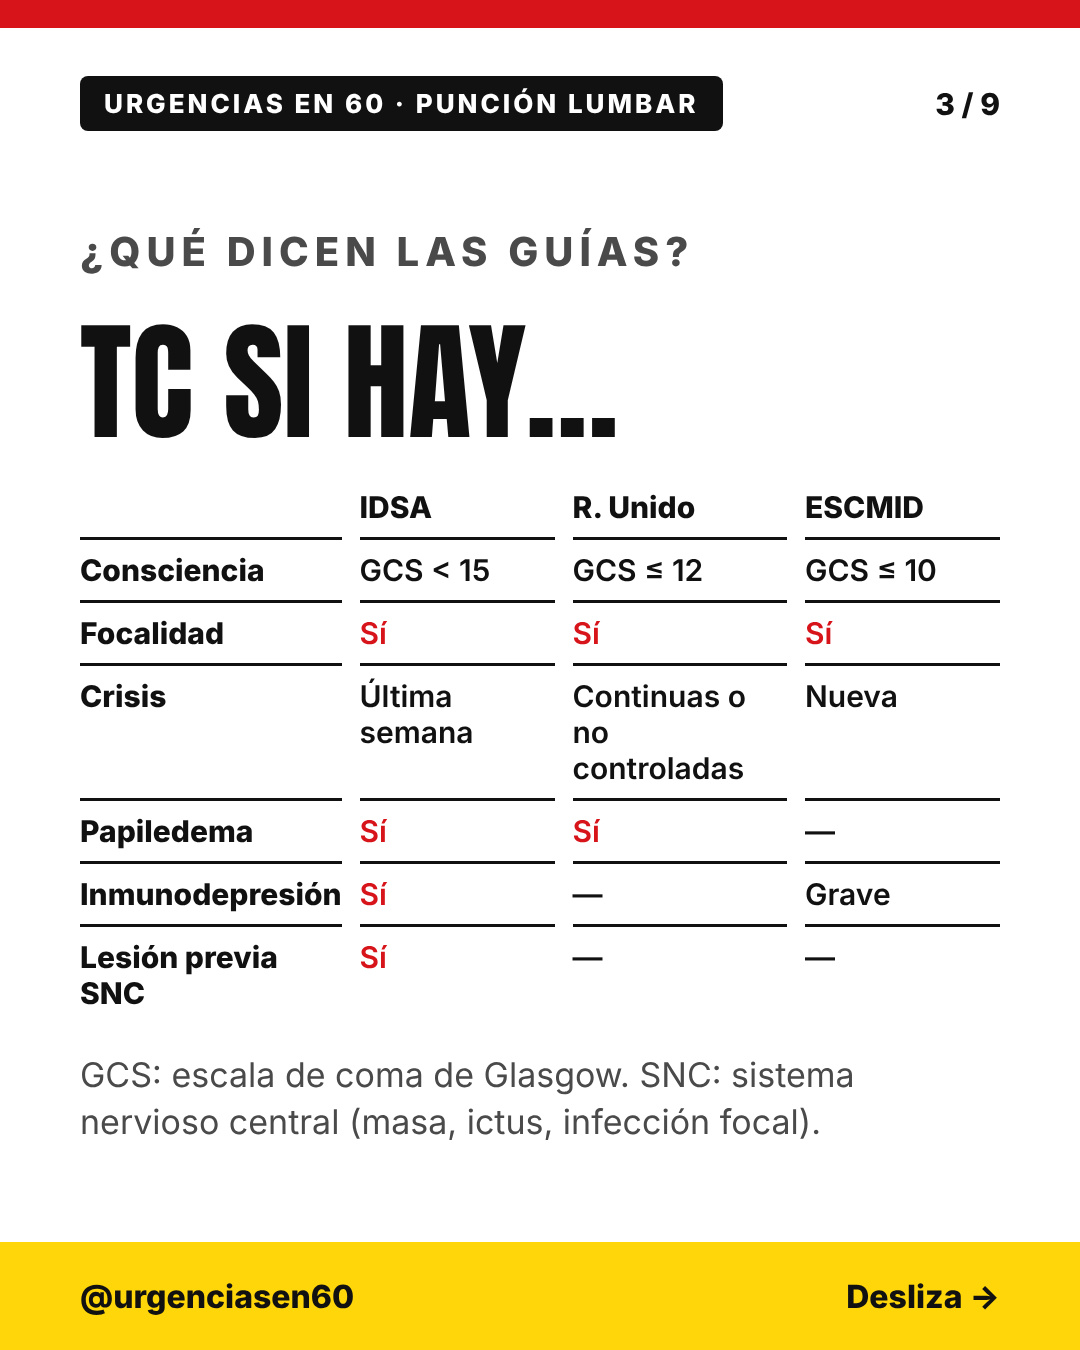 URGENCIAS EN 60 · PUNCIÓN LUMBAR
3 / 9
¿QUÉ DICEN LAS GUÍAS?
TC SI HAY...
IDSA R. Unido ESCMID
Consciencia GCS < 15 GCS ≤ 12 GCS ≤ 10
Focalidad Sí Sí Sí
Crisis Última Continuas o Nueva
semana no
controladas
Papiledema Sí Sí —
Inmunodepresión Sí — Grave
Lesión previa Sí — —
SNC
GCS: escala de coma de Glasgow. SNC: sistema
nervioso central (masa, ictus, infección focal).
@urgenciasen60
Desliza →